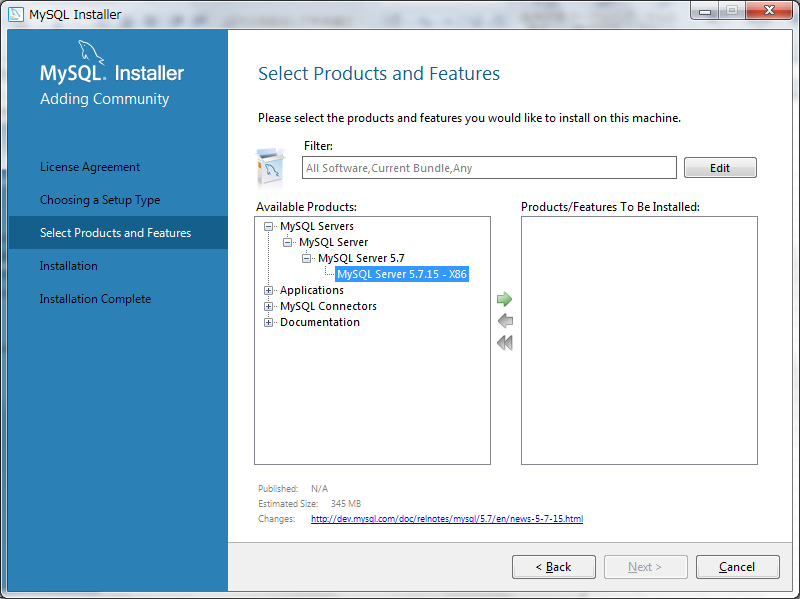 MySQL Installer
MySQL. Installer
Adding Community
License Agreement
Choosing a Setup Type
Select Products and Features
Installation
Installation Complete
Select Products and Features
Please select the products and features you would like to install on this machine.
Filter:
All Software,Current Bundle,Any
Edit
Available Products:
MySQL Servers
MySQL Server
MySQL Server 5.7
MySQL Server 5.7.15 - X86
Applications
MySQL Connectors
Documentation
Products/Features To Be Installed:
Published: N/A
Estimated Size: 345 MB
Changes: http://dev.mysql.com/doc/relnotes/mysql/5.7/en/news-5-7-15.html
< Back
Next >
Cancel